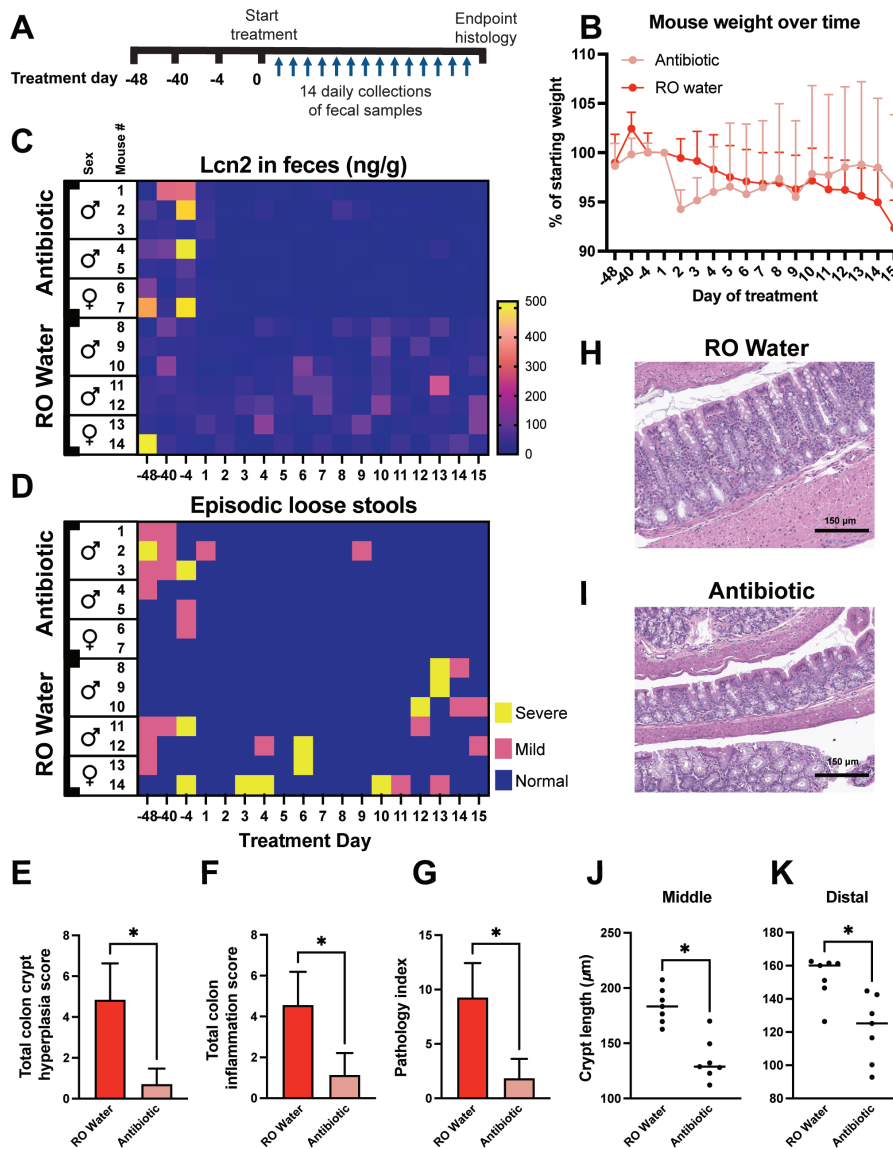 A
Start
treatment
Endpoint
histology
Treatment day
-48
-40
-4
0
14 daily collections
of fecal samples
B
Mouse weight over time
Antibiotic
RO water
% of starting weight
110
105
100
95
90
-48
-40
-4
1
2
3
4
5
6
7
8
9
10
11
12
13
14
15
Day of treatment
C
Sex
Mouse #
Lcn2 in feces (ng/g)
Antibiotic
RO Water
♂
♂
♀
♂
♂
♀
1
2
3
4
5
6
7
8
9
10
11
12
13
14
-48
-40
-4
1
2
3
4
5
6
7
8
9
10
11
12
13
14
15
500
400
300
200
100
0
D
Episodic loose stools
Antibiotic
RO Water
♂
♂
♀
♂
♂
♀
1
2
3
4
5
6
7
8
9
10
11
12
13
14
-48
-40
-4
1
2
3
4
5
6
7
8
9
10
11
12
13
14
15
Treatment Day
Severe
Mild
Normal
H
RO Water
150 µm
I
Antibiotic
150 µm
E
Total colon crypt
hyperplasia score
8
6
4
2
0
*
RO Water
Antibiotic
F
Total colon
inflammation score
8
6
4
2
0
*
RO Water
Antibiotic
G
Pathology index
15
10
5
0
*
RO Water
Antibiotic
J
Middle
Crypt length (µm)
250
200
150
100
*
RO Water
Antibiotic
K
Distal
180
160
140
120
100
80
*
RO Water
Antibiotic